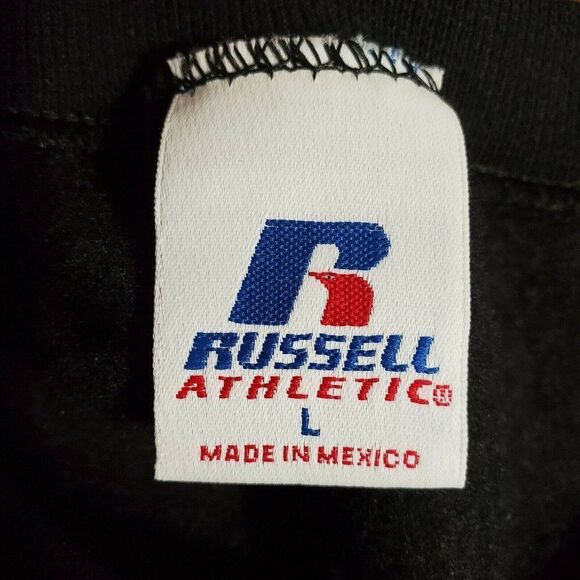 R
RUSSELL
ATHLETIC®
L
MADE IN MEXICO